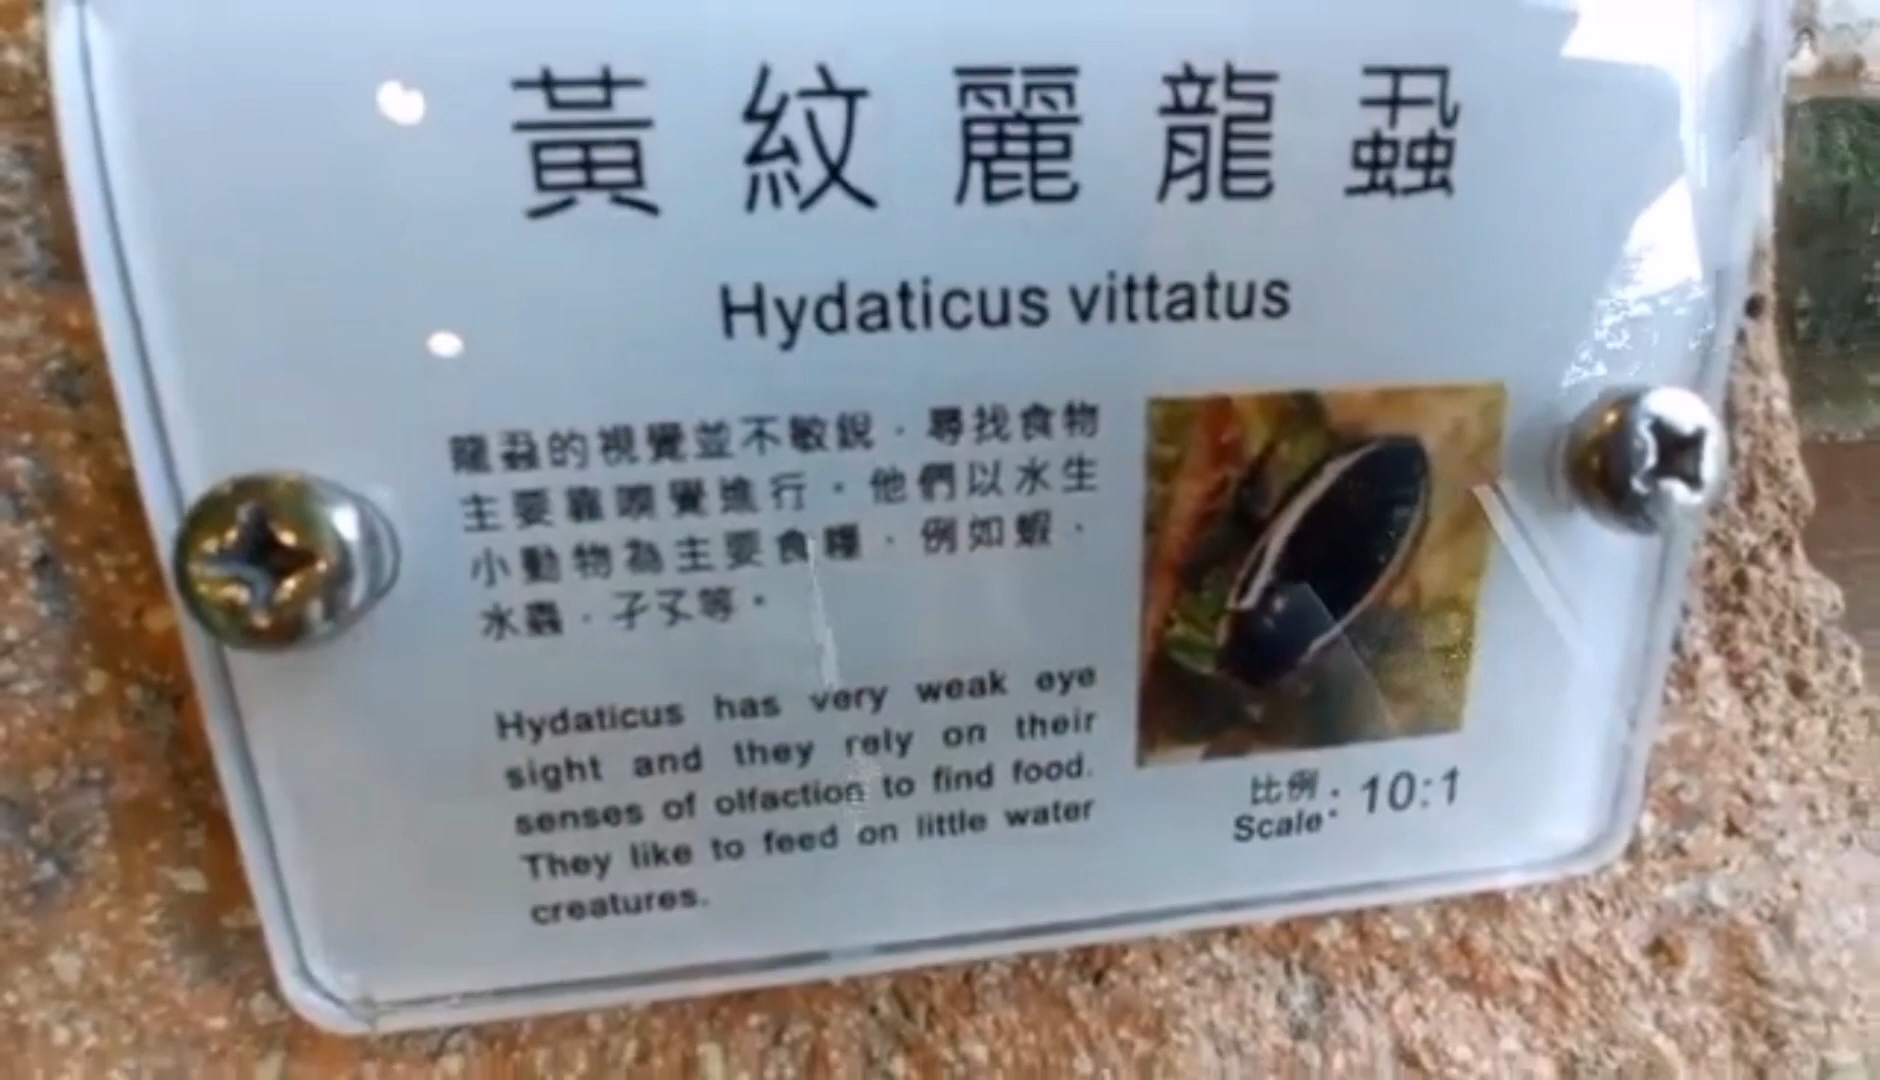 黃紋麗龍蝨
Hydaticus vittatus
龍蝨的視覺並不敏銳，尋找食物
主要靠嗅覺進行。他們以水生
小動物為主要食糧，例如蝦、
水蟲、孑孓等。
Hydaticus has very weak eye
sight and they rely on their
senses of olfaction to find food.
They like to feed on little water
creatures.
比例：10:1
Scale: